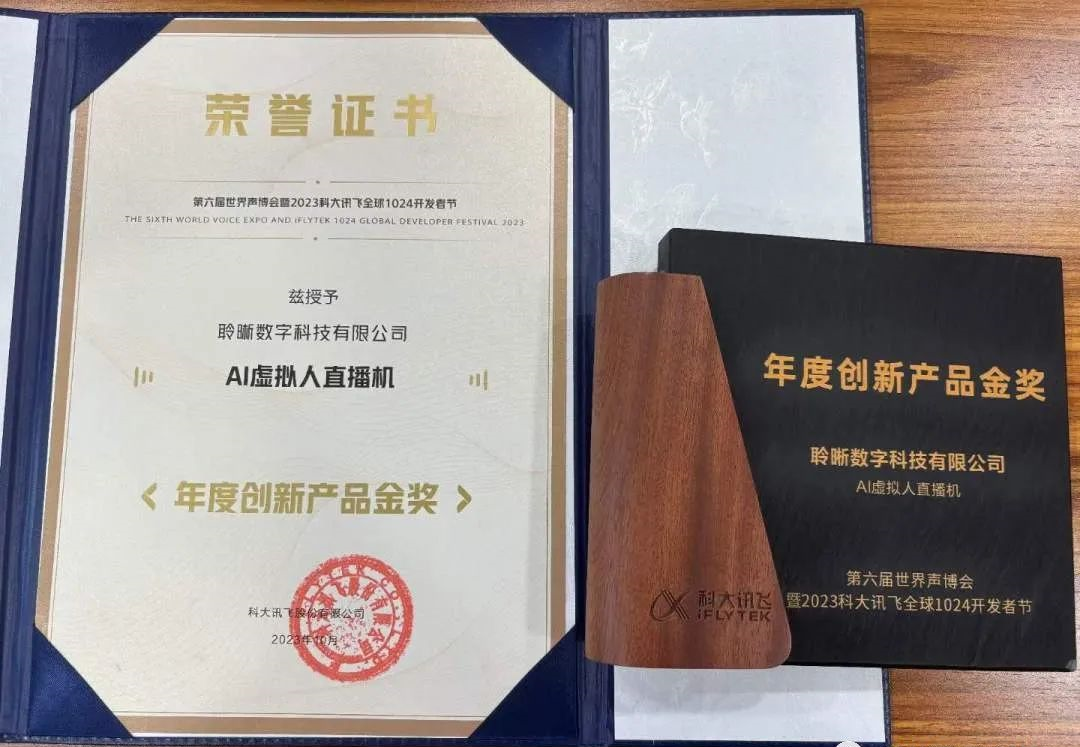 荣誉证书
第六届世界声博会暨2023科大讯飞全球1024开发者节
THE SIXTH WORLD VOICE EXPO AND IFLYTEK 1024 GLOBAL DEVELOPER FESTIVAL 2023
兹授予
聆晰数字科技有限公司
AI虚拟人直播机
年度创新产品金奖
科大讯飞股份有限公司
2023年10月
科大讯飞
iFLYTEK
年度创新产品金奖
聆晰数字科技有限公司
AI虚拟人直播机
第六届世界声博会
暨2023科大讯飞全球1024开发者节